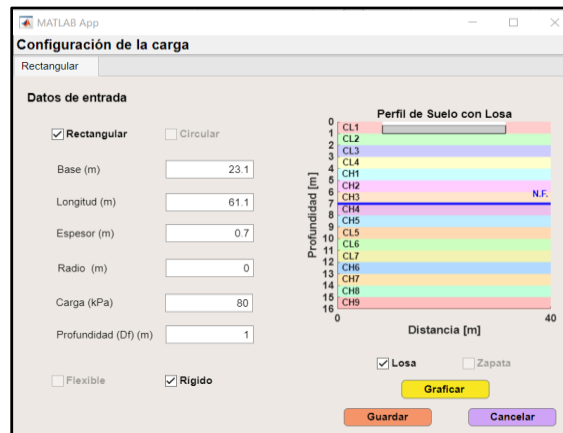 MATLAB App
Configuración de la carga
Rectangular
Datos de entrada
Rectangular
Circular
Base (m)
23.1
Longitud (m)
61.1
Espesor (m)
0.7
Radio (m)
0
Carga (kPa)
80
Profundidad (Df) (m)
1
Flexible
Rígido
Perfil de Suelo con Losa
Profundidad [m]
0
1
2
3
4
5
6
7
8
9
10
11
12
13
14
15
16
CL1
CL2
CL3
CL4
CH1
CH2
CH3
N.F.
CH4
CH5
CL5
CL6
CL7
CH6
CH7
CH8
CH9
0
40
Distancia [m]
Losa
Zapata
Graficar
Guardar
Cancelar